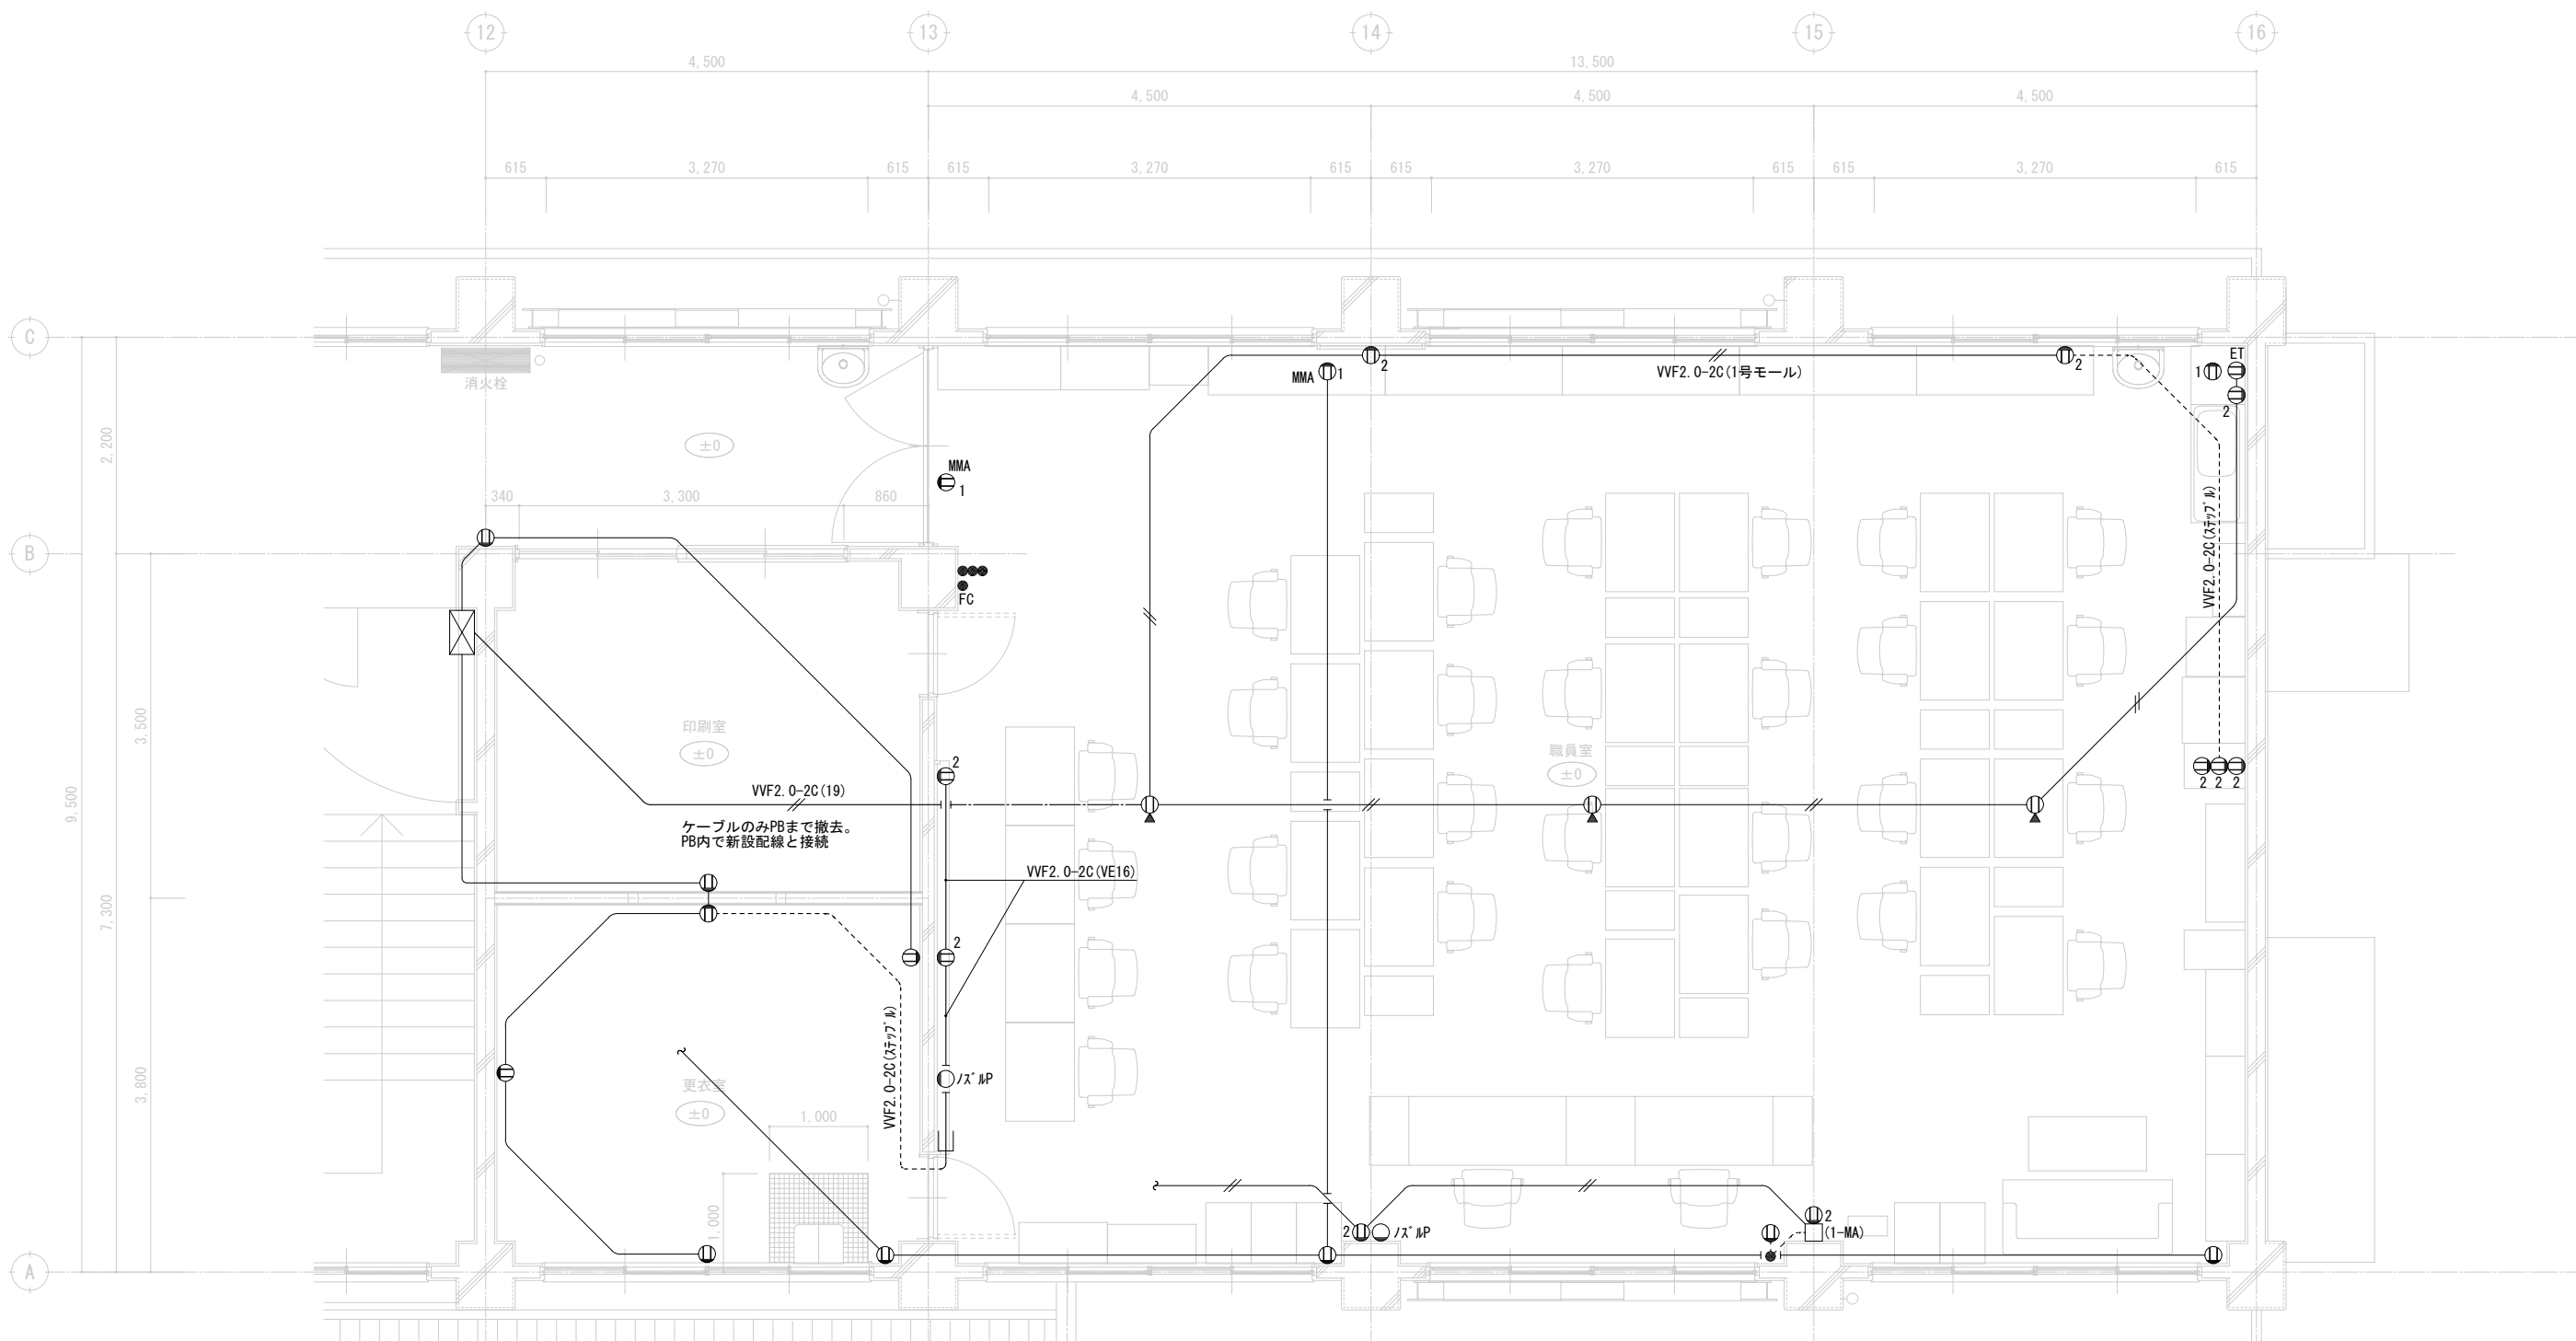 12 13 14 15 16
4,500 13,500
4,500 4,500 4,500
615 3,270 615 615 3,270 615 615 3,270 615 615 3,270 615
C
消火栓
MMA 1
2
VVF2.0-2C(1号モール)
2
ET
1
2
2,200
±0
MMA
1
340 3,300 860
B
FC
VVF2.0-2C(ｽﾃｯﾌﾟﾙ)
9,500
3,500
印刷室
±0
職員室
±0
2
2 2 2
VVF2.0-2C(19)
ケーブルのみPBまで撤去。
PB内で新設配線と接続
VVF2.0-2C(VE16)
7,300
2
VVF2.0-2C(ｽﾃｯﾌﾟﾙ)
3,800
更衣室
±0
ﾉｽﾞﾙP
1,000
1,000
2 ﾉｽﾞﾙP
2
(1-MA)
A